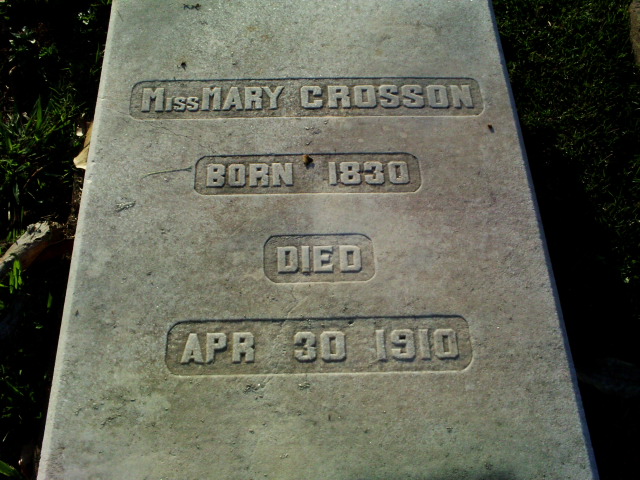 MissMARY CROSSON
BORN 1830
DIED
APR 30 1910